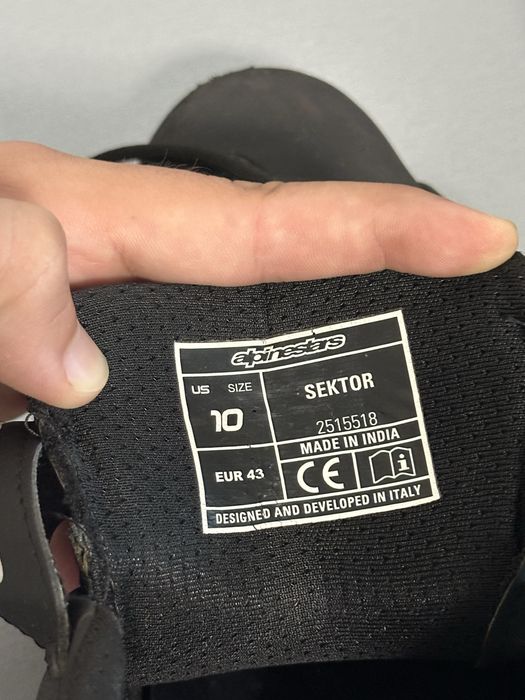 alpinestars
US SIZE
10
SEKTOR
2515518
MADE IN INDIA
EUR 43
CE
i
DESIGNED AND DEVELOPED IN ITALY